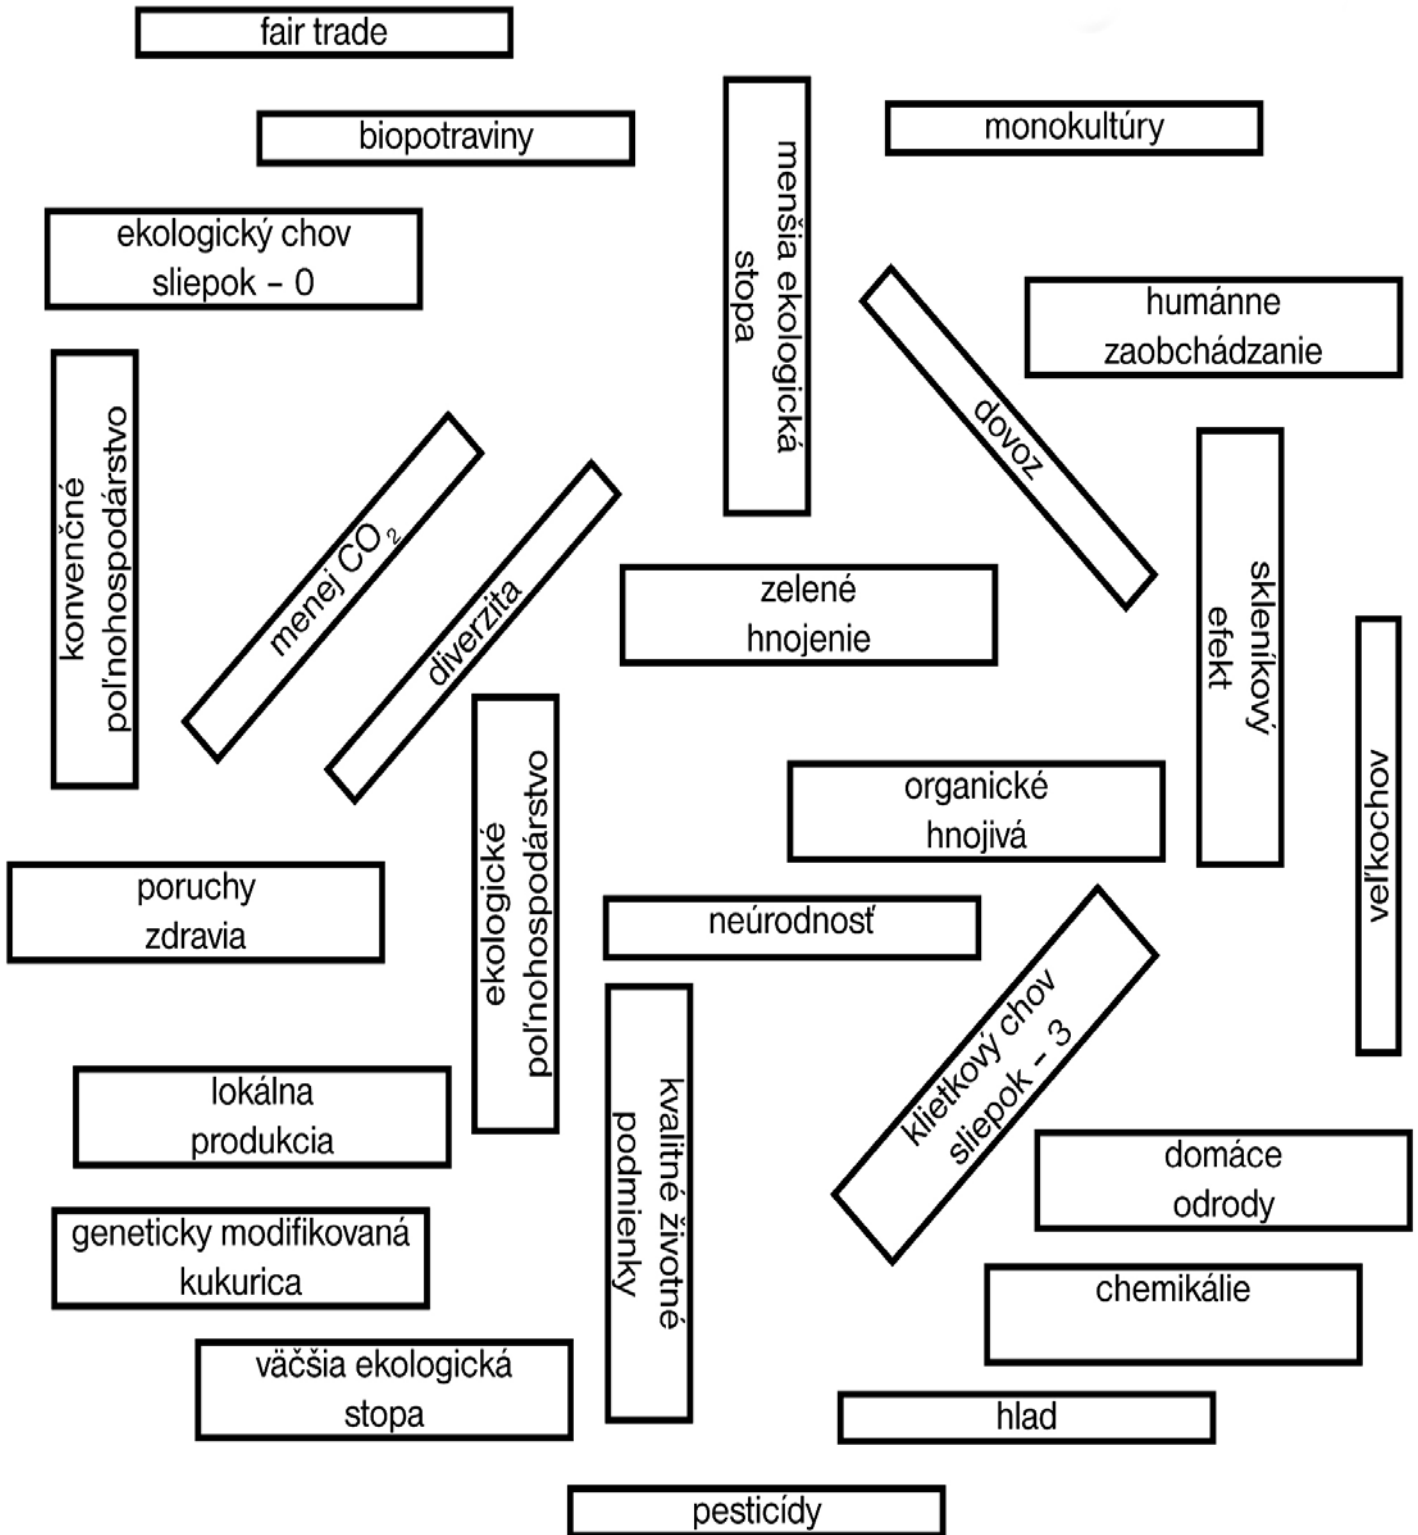 fair trade
biopotraviny
monokultúry
menšia ekologická
stopa
ekologický chov
sliepok – 0
humánne
zaobchádzanie
dovoz
konvenčné
poľnohospodárstvo
menej CO₂
diverzita
zelené
hnojenie
skleníkový
efekt
veľkochov
ekologické
poľnohospodárstvo
organické
hnojivá
poruchy
zdravia
neúrodnosť
klietkový chov
sliepok – 3
kvalitné životné
podmienky
lokálna
produkcia
domáce
odrody
geneticky modifikovaná
kukurica
chemikálie
väčšia ekologická
stopa
hlad
pesticídy